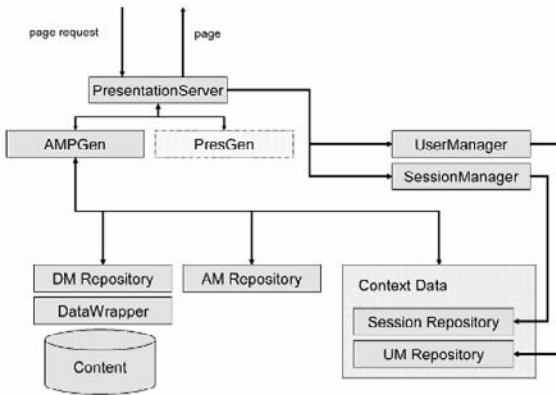 page request
page
PresentationServer
AMPGen
PresGen
UserManager
SessionManager
DM Repository
AM Repository
DataWrapper
Content
Context Data
Session Repository
UM Repository